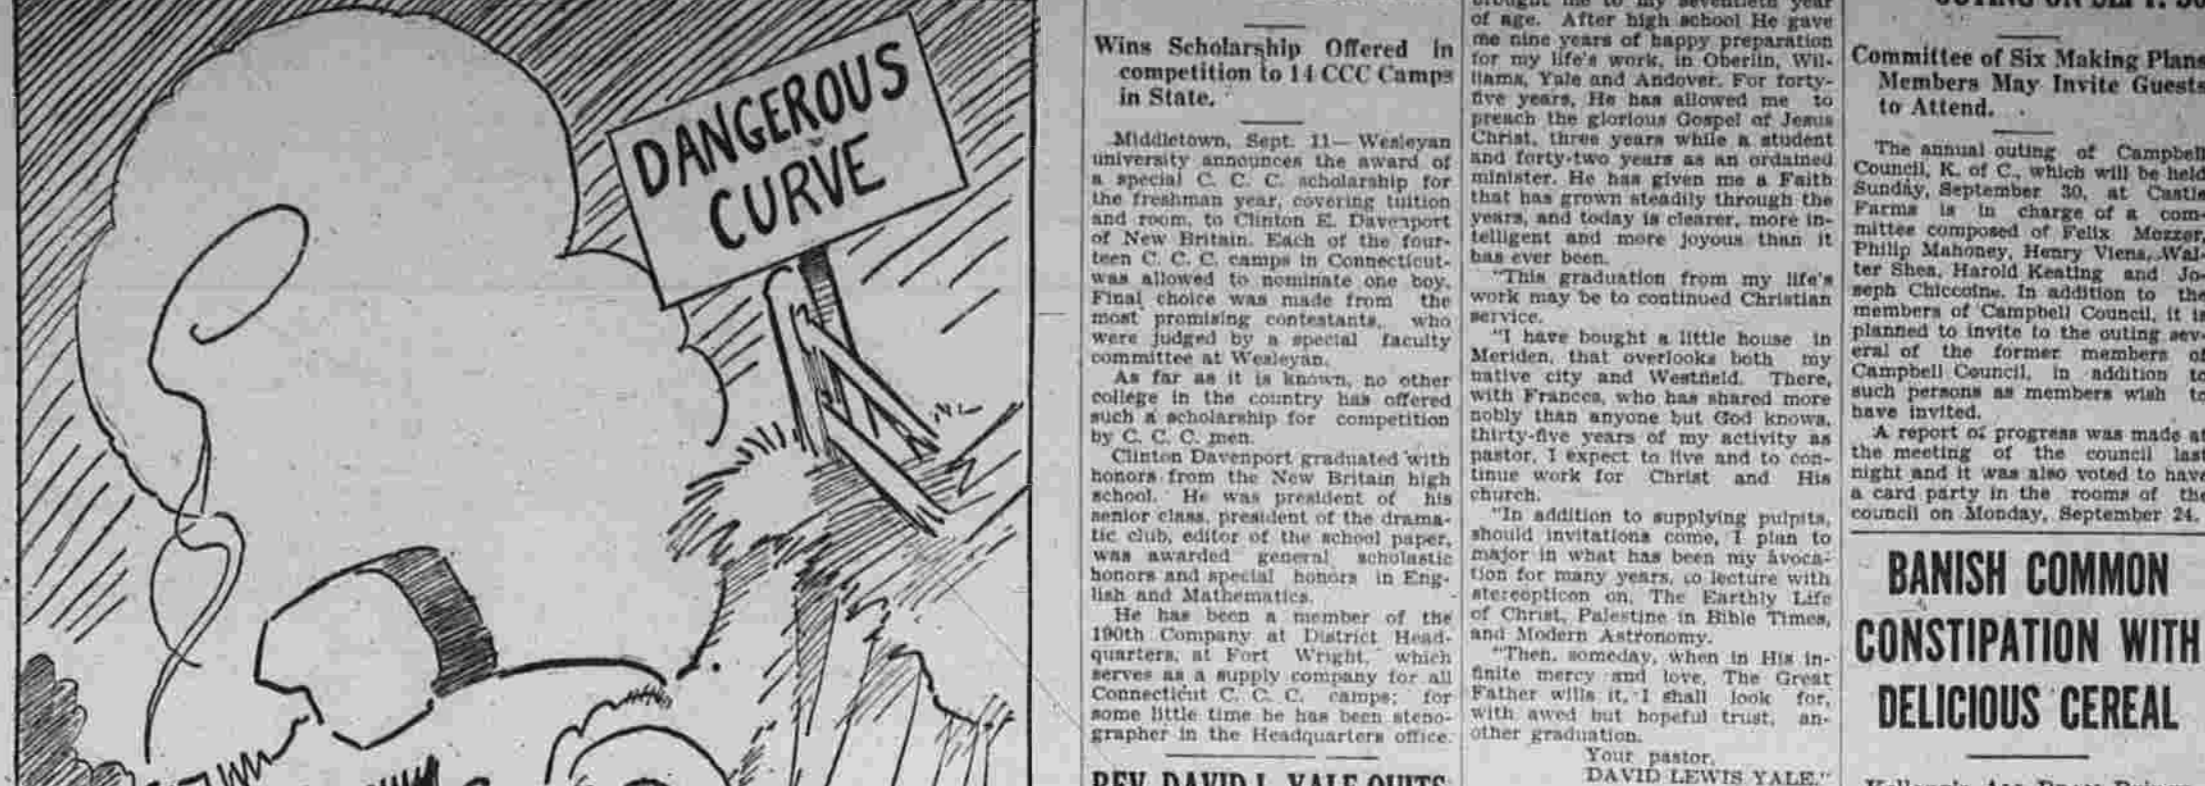 DANGEROUS
CURVE
Wins Scholarship Offered in
competition to 14 CCC Camps
in State.
Middletown, Sept. 11— Wesleyan
university announces the award of
a special C. C. C. scholarship for
the freshman year, covering tuition
and room, to Clinton E. Davenport
of New Britain. Each of the four-
teen C. C. C. camps in Connecticut
was allowed to nominate one boy.
Final choice was made from the
most promising contestants, who
were judged by a special faculty
committee at Wesleyan.
As far as it is known, no other
college in the country has offered
such a scholarship for competition
by C. C. C. men.
Clinton Davenport graduated with
honors from the New Britain high
school. He was president of his
senior class, president of the drama-
tic club, editor of the school paper,
was awarded general scholastic
honors and special honors in Eng-
lish and Mathematics.
He has been a member of the
190th Company at District Head-
quarters, at Fort Wright, which
serves as a supply company for all
Connecticut C. C. C. camps; for
some little time he has been steno-
grapher in the Headquarters office.
REV. DAVID L. YALE QUITS
brought me to my seventieth year
of age. After high school He gave
me nine years of happy preparation
for my life's work, in Oberlin, Wil-
liams, Yale and Andover. For forty-
five years, He has allowed me to
preach the glorious Gospel of Jesus
Christ, three years while a student
and forty-two years as an ordained
minister. He has given me a Faith
that has grown steadily through the
years, and today is clearer, more in-
telligent and more joyous than it
has ever been.
"This graduation from my life's
work may be to continued Christian
service.
"I have bought a little house in
Meriden, that overlooks both my
native city and Westfield. There,
with Frances, who has shared more
nobly than anyone but God knows,
thirty-five years of my activity as
pastor, I expect to live and to con-
tinue work for Christ and His
church.
"In addition to supplying pulpits,
should invitations come, I plan to
major in what has been my avoca-
tion for many years, to lecture with
stereopticon on, The Earthly Life
of Christ, Palestine in Bible Times,
and Modern Astronomy.
"Then, someday, when in His in-
finite mercy and love, The Great
Father wills it, I shall look for,
with awed but hopeful trust, an-
other graduation.
Your pastor,
DAVID LEWIS YALE."
Committee of Six Making Plans
Members May Invite Guests
to Attend.
The annual outing of Campbell
Council, K. of C., which will be held
Sunday, September 30, at Castle
Farms is in charge of a com-
mittee composed of Felix Mozzer,
Philip Mahoney, Henry Viens, Wal-
ter Shea, Harold Keating and Jo-
seph Chiccoine. In addition to the
members of Campbell Council, it is
planned to invite to the outing sev-
eral of the former members of
Campbell Council, in addition to
such persons as members wish to
have invited.
A report of progress was made at
the meeting of the council last
night and it was also voted to have
a card party in the rooms of the
council on Monday, September 24.
BANISH COMMON
CONSTIPATION WITH
DELICIOUS CEREAL